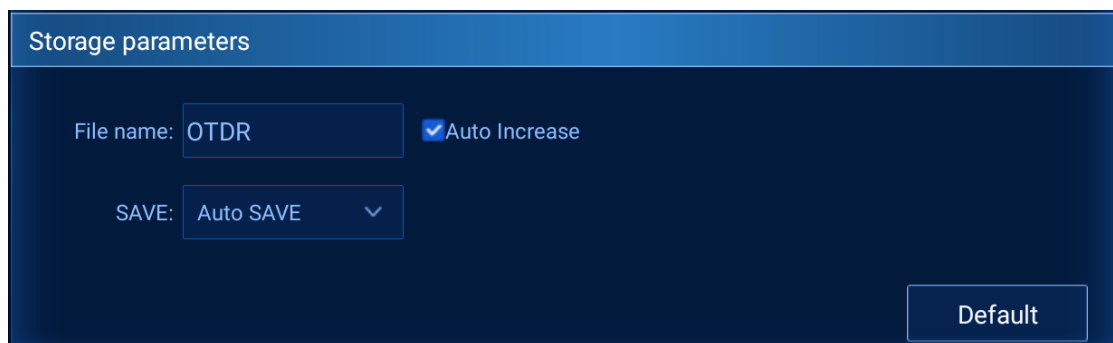 Storage parameters
File name: OTDR Auto Increase
SAVE: Auto SAVE
Default